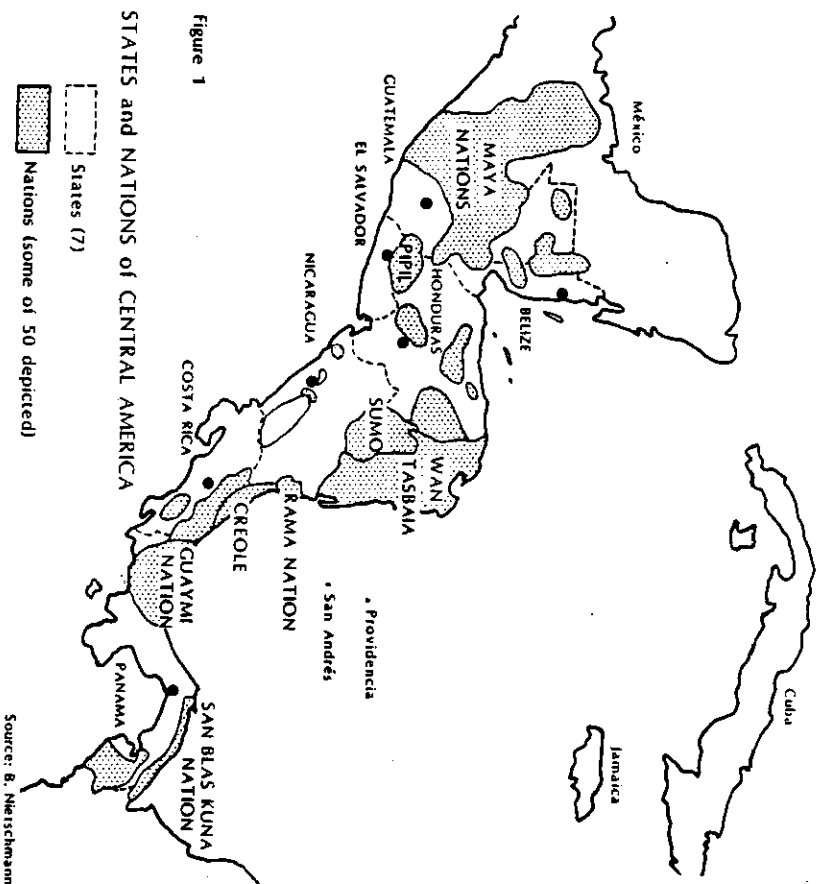 México
Cuba
Jamaica
BELIZE
MAYA
NATIONS
GUATEMALA
EL SALVADOR
PIPIL
HONDURAS
NICARAGUA
SUMO
WAN
TASBAIA
Providencia
San Andrés
RAMA NATION
CREOLE
COSTA RICA
GUAYMI
NATION
SAN BLAS KUNA
NATION
PANAMA
Figure 1
STATES and NATIONS of CENTRAL AMERICA
States (7)
Nations (some of 50 depicted)
Source: B. Nietschmann